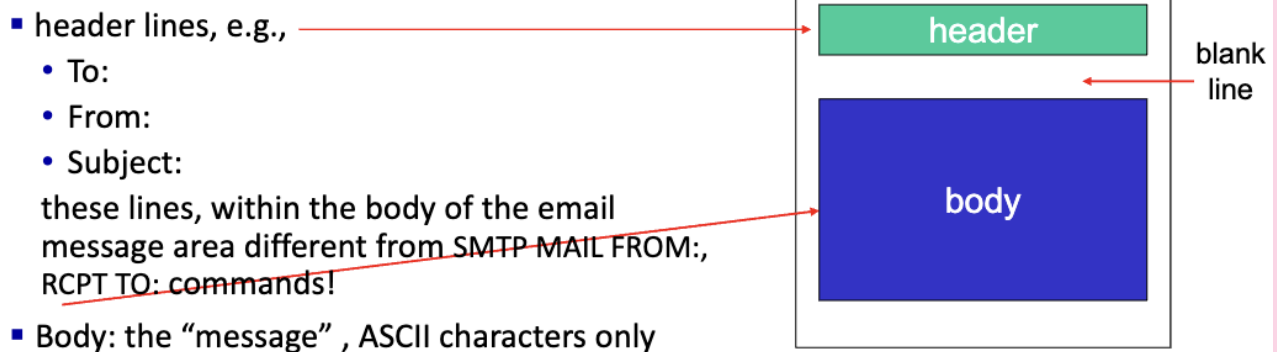 ▪ header lines, e.g.,
• To:
• From:
• Subject:
these lines, within the body of the email
message area different from SMTP MAIL FROM:,
RCPT TO: commands!
▪ Body: the “message” , ASCII characters only
header
blank
line
body